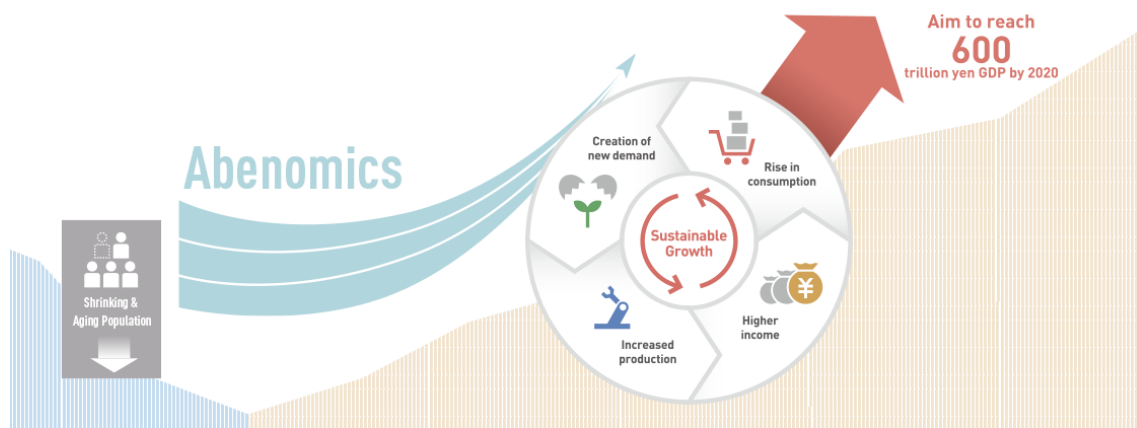 Aim to reach
600
trillion yen GDP by 2020
Abenomics
Creation of
new demand
Rise in
consumption
Sustainable
Growth
Shrinking &
Aging Population
¥
Higher
income
Increased
production